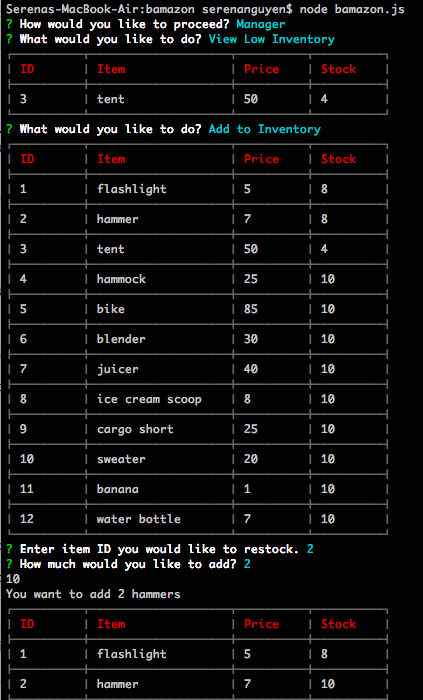 Serenas-MacBook-Air:bamazon serenanguyen$ node bamazon.js
? How would you like to proceed? Manager
? What would you like to do? View Low Inventory
ID Item Price Stock
3 tent 50 4
? What would you like to do? Add to Inventory
ID Item Price Stock
1 flashlight 5 8
2 hammer 7 8
3 tent 50 4
4 hammock 25 10
5 bike 85 10
6 blender 30 10
7 juicer 40 10
8 ice cream scoop 8 10
9 cargo short 25 10
10 sweater 20 10
11 banana 1 10
12 water bottle 7 10
? Enter item ID you would like to restock. 2
? How much would you like to add? 2
10
You want to add 2 hammers
ID Item Price Stock
1 flashlight 5 8
2 hammer 7 10